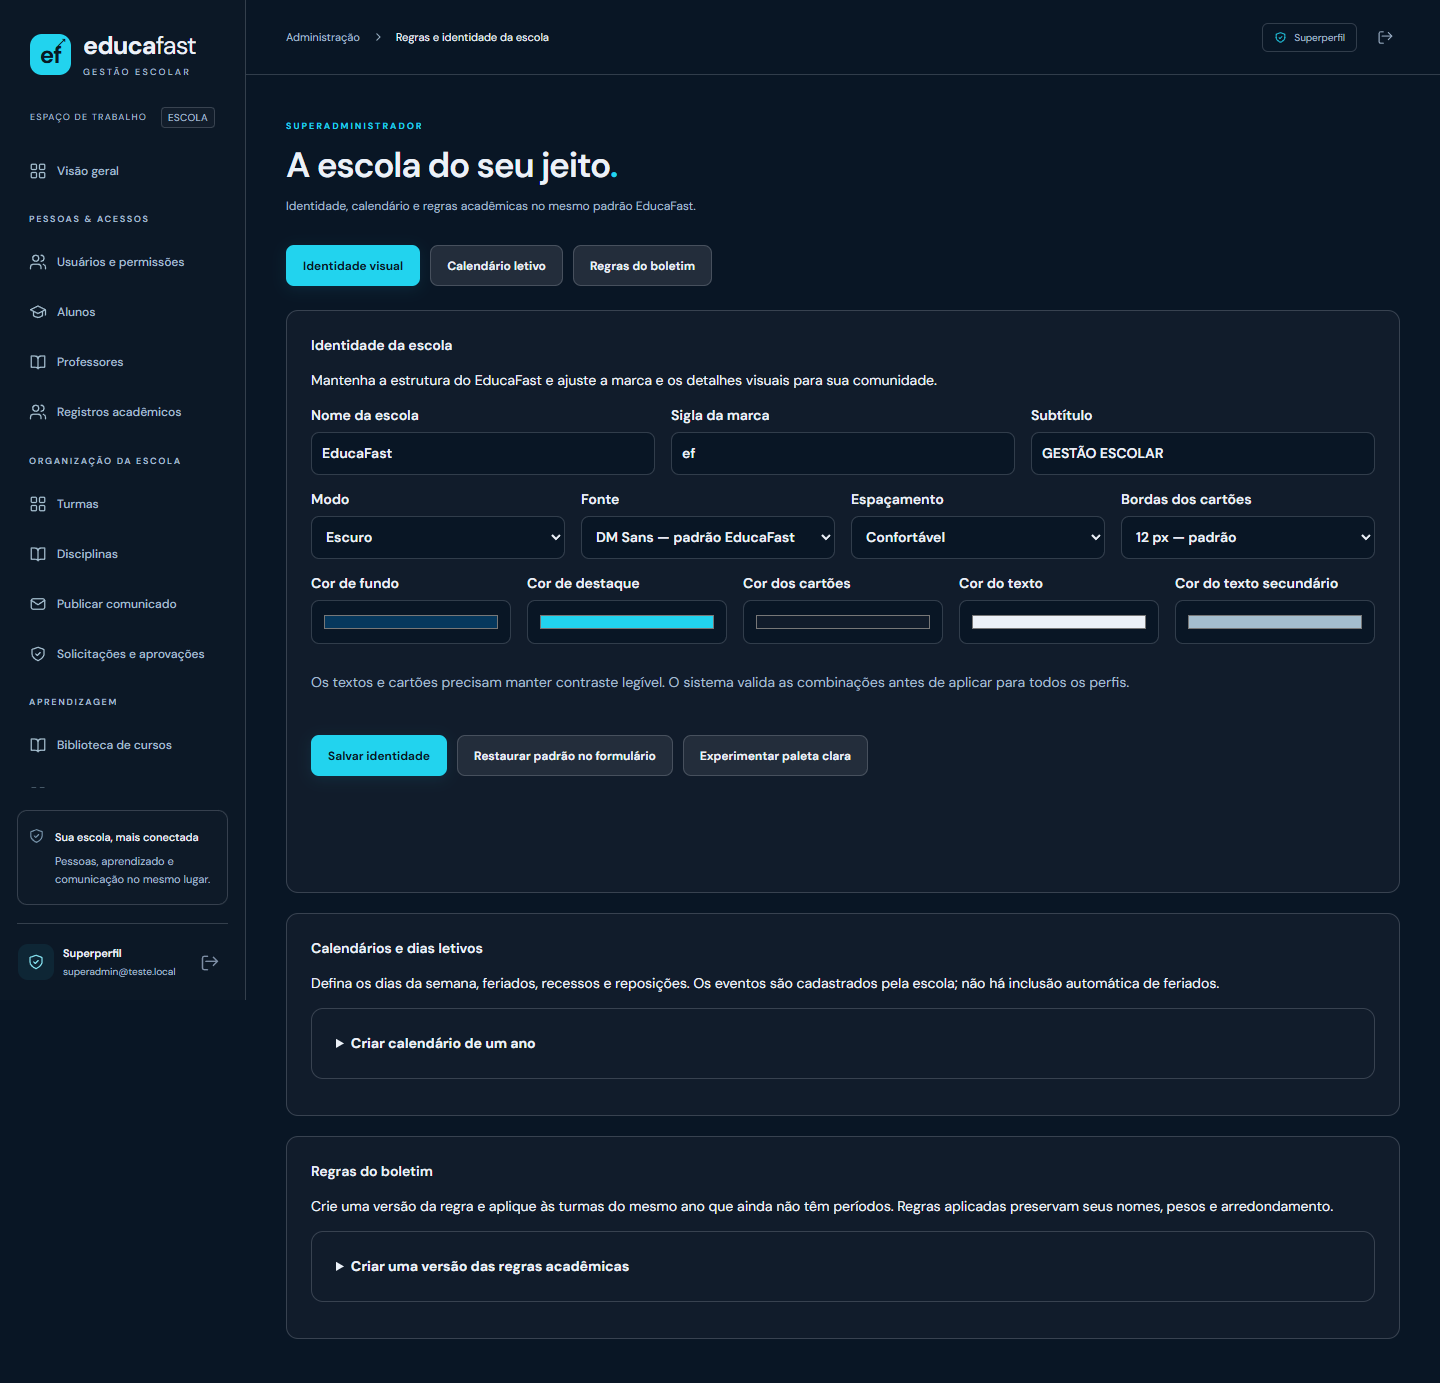 ef
educafast
GESTÃO ESCOLAR
ESPAÇO DE TRABALHO
ESCOLA
Visão geral
PESSOAS & ACESSOS
Usuários e permissões
Alunos
Professores
Registros acadêmicos
ORGANIZAÇÃO DA ESCOLA
Turmas
Disciplinas
Publicar comunicado
Solicitações e aprovações
APRENDIZAGEM
Biblioteca de cursos
Sua escola, mais conectada
Pessoas, aprendizado e
comunicação no mesmo lugar.
Superperfil
superadmin@teste.local
Administração
Regras e identidade da escola
Superperfil
SUPERADMINISTRADOR
A escola do seu jeito.
Identidade, calendário e regras acadêmicas no mesmo padrão EducaFast.
Identidade visual
Calendário letivo
Regras do boletim
Identidade da escola
Mantenha a estrutura do EducaFast e ajuste a marca e os detalhes visuais para sua comunidade.
Nome da escola
Sigla da marca
Subtítulo
EducaFast
ef
GESTÃO ESCOLAR
Modo
Fonte
Espaçamento
Bordas dos cartões
Escuro
DM Sans — padrão EducaFast
Confortável
12 px — padrão
Cor de fundo
Cor de destaque
Cor dos cartões
Cor do texto
Cor do texto secundário
Os textos e cartões precisam manter contraste legível. O sistema valida as combinações antes de aplicar para todos os perfis.
Salvar identidade
Restaurar padrão no formulário
Experimentar paleta clara
Calendários e dias letivos
Defina os dias da semana, feriados, recessos e reposições. Os eventos são cadastrados pela escola; não há inclusão automática de feriados.
Criar calendário de um ano
Regras do boletim
Crie uma versão da regra e aplique às turmas do mesmo ano que ainda não têm períodos. Regras aplicadas preservam seus nomes, pesos e arredondamento.
Criar uma versão das regras acadêmicas